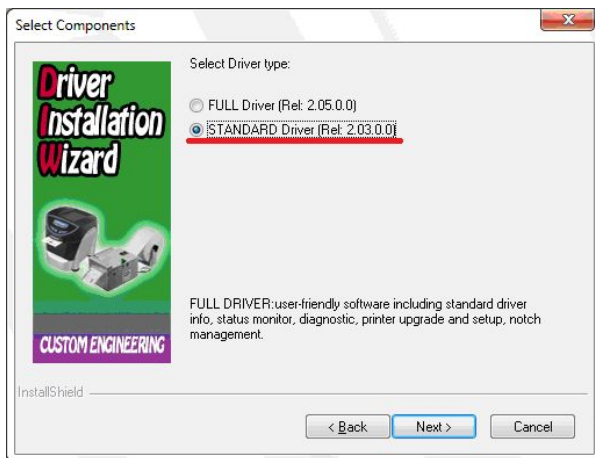 Select Components
Driver
Installation
Wizard
CUSTOM ENGINEERING
Select Driver type:
FULL Driver (Rel: 2.05.0.0)
STANDARD Driver (Rel: 2.03.0.0)
FULL DRIVER:user-friendly software including standard driver
info, status monitor, diagnostic, printer upgrade and setup, notch
management.
InstallShield
< Back
Next >
Cancel